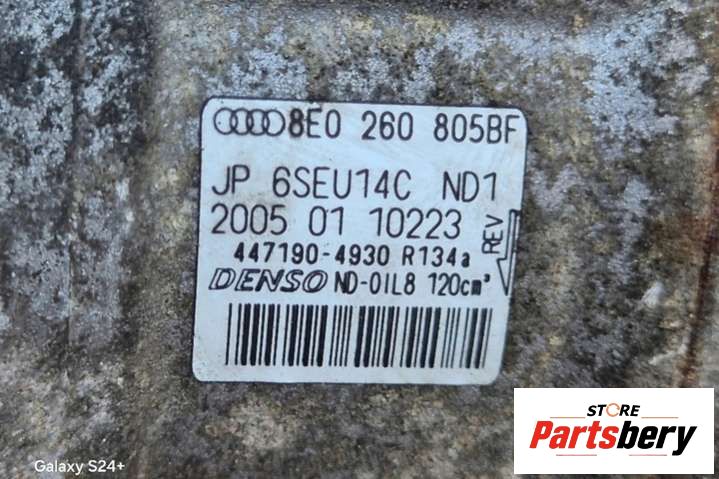 8E0 260 805BF
JP 6SEU14C ND1
2005 01 10223
REV
447190-4930 R134a
DENSO ND-OIL8 120cm³
STORE
Partsbery
Galaxy S24+